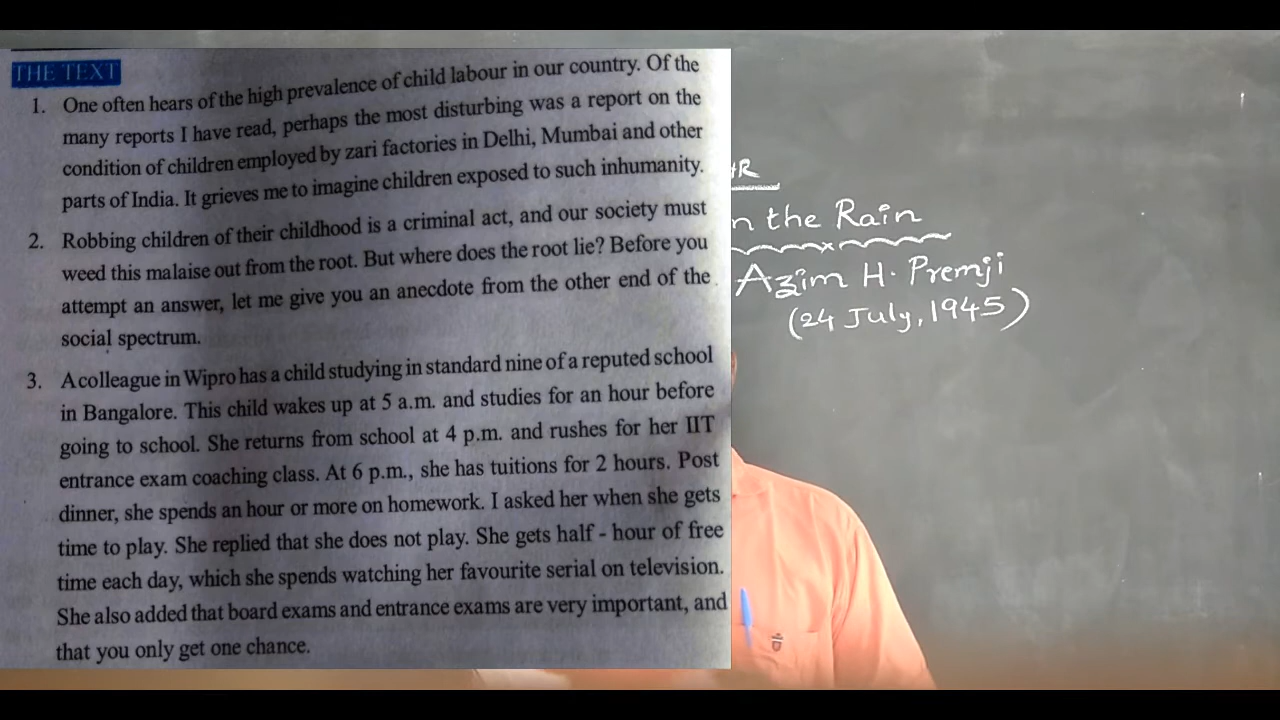 THE TEXT
1. One often hears of the high prevalence of child labour in our country. Of the
many reports I have read, perhaps the most disturbing was a report on the
condition of children employed by zari factories in Delhi, Mumbai and other
parts of India. It grieves me to imagine children exposed to such inhumanity.
2. Robbing children of their childhood is a criminal act, and our society must
weed this malaise out from the root. But where does the root lie? Before you
attempt an answer, let me give you an anecdote from the other end of the
social spectrum.
3. A colleague in Wipro has a child studying in standard nine of a reputed school
in Bangalore. This child wakes up at 5 a.m. and studies for an hour before
going to school. She returns from school at 4 p.m. and rushes for her IIT
entrance exam coaching class. At 6 p.m., she has tuitions for 2 hours. Post
dinner, she spends an hour or more on homework. I asked her when she gets
time to play. She replied that she does not play. She gets half - hour of free
time each day, which she spends watching her favourite serial on television.
She also added that board exams and entrance exams are very important, and
that you only get one chance.
the Rain
Azim H. Premji
(24 July, 1945)